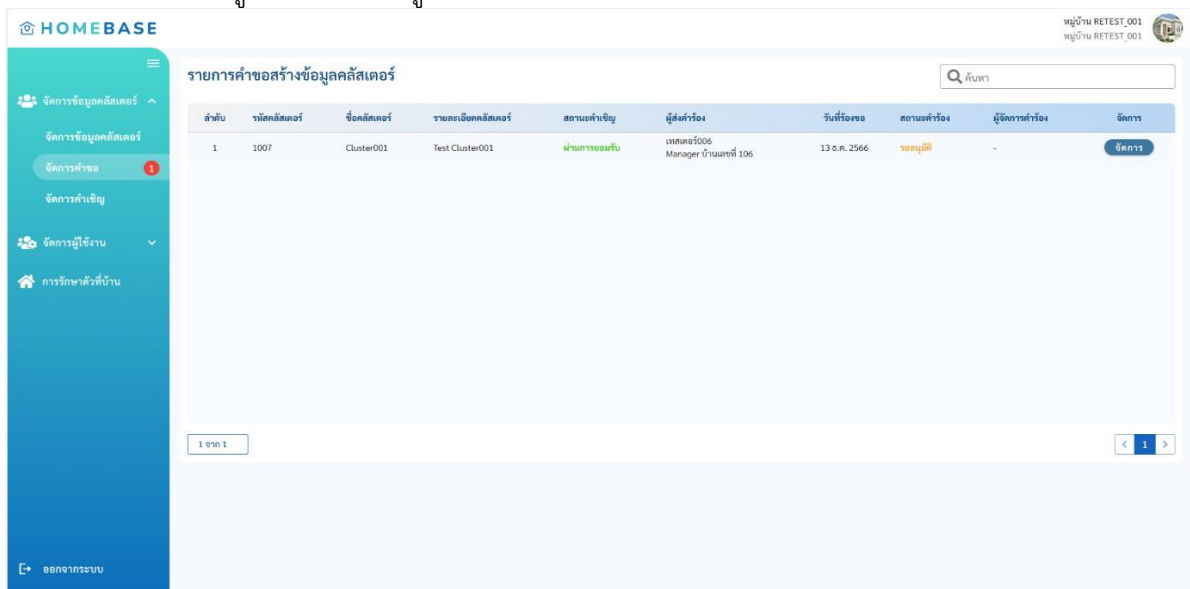 HOMEBASE
หมู่บ้าน RETEST_001
หมู่บ้าน RETEST_001
จัดการข้อมูลคลัสเตอร์
จัดการข้อมูลคลัสเตอร์
จัดการคำขอ 1
จัดการคำเชิญ
จัดการผู้ใช้งาน
การรักษาตัวที่บ้าน
ออกจากระบบ
รายการคำขอสร้างข้อมูลคลัสเตอร์
ค้นหา
ลำดับ รหัสคลัสเตอร์ ชื่อคลัสเตอร์ รายละเอียดคลัสเตอร์ สถานะคำเชิญ ผู้ส่งคำร้อง วันที่ร้องขอ สถานะคำร้อง ผู้จัดการคำร้อง จัดการ
1 1007 Cluster001 Test Cluster001 ผ่านการยอมรับ เทสเตอร์006 13 ธ.ค. 2566 รออนุมัติ - จัดการ
Manager บ้านเลขที่ 106
1 จาก 1
< 1 >